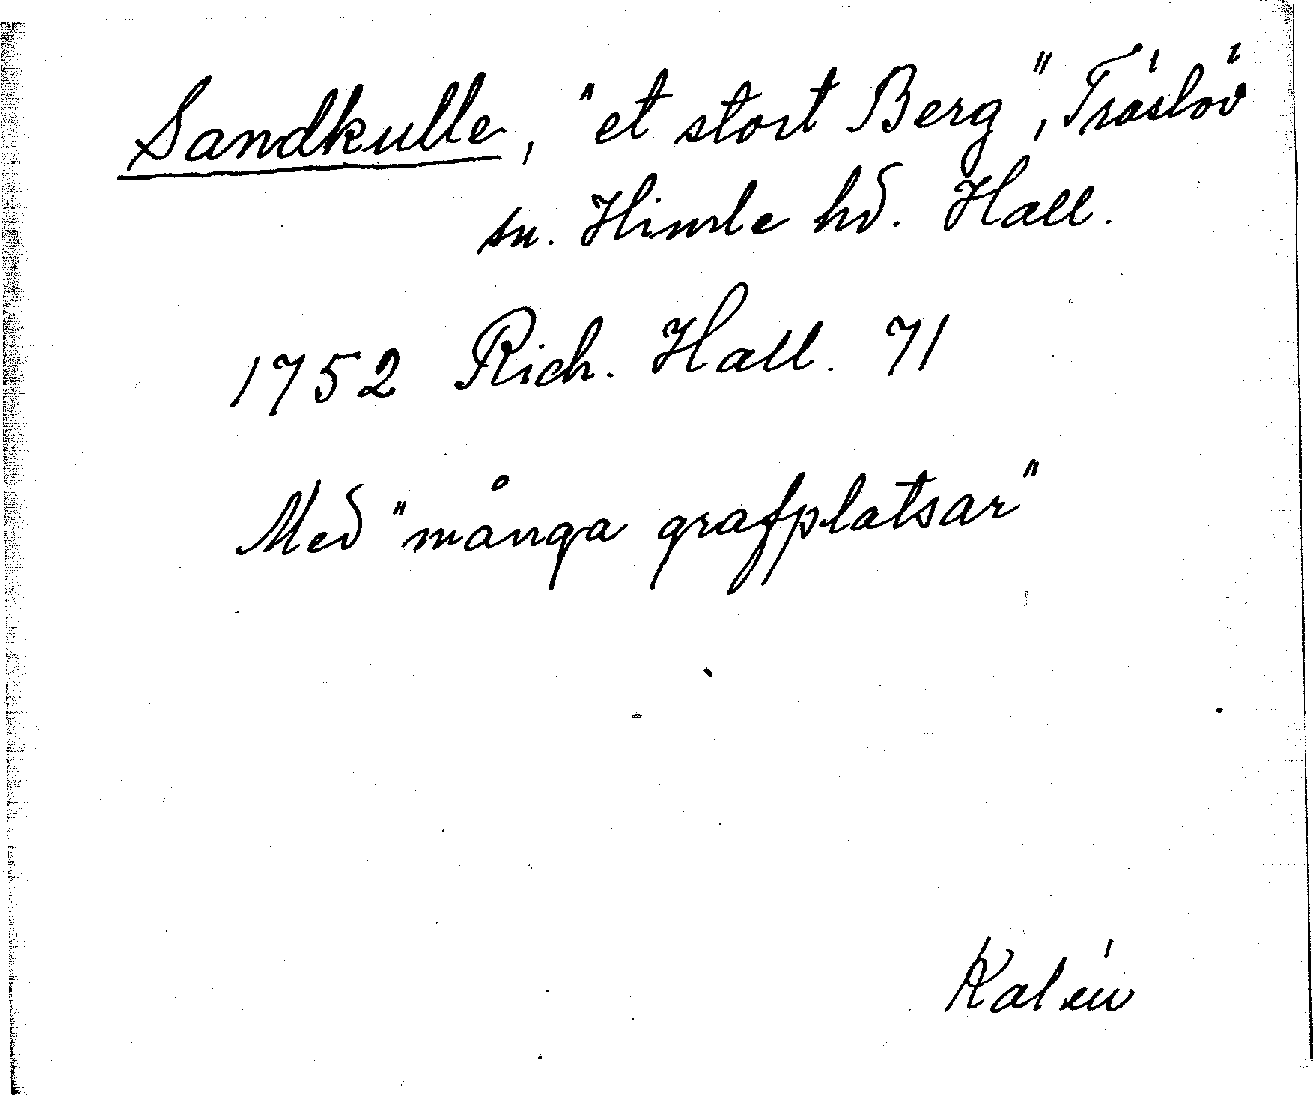 Sandkulle, "et stort Berg", Träslöv
sn. Himle hd. Hall.
1752 Rich. Hall. 71
Med "många grafplatsar"
Kalén